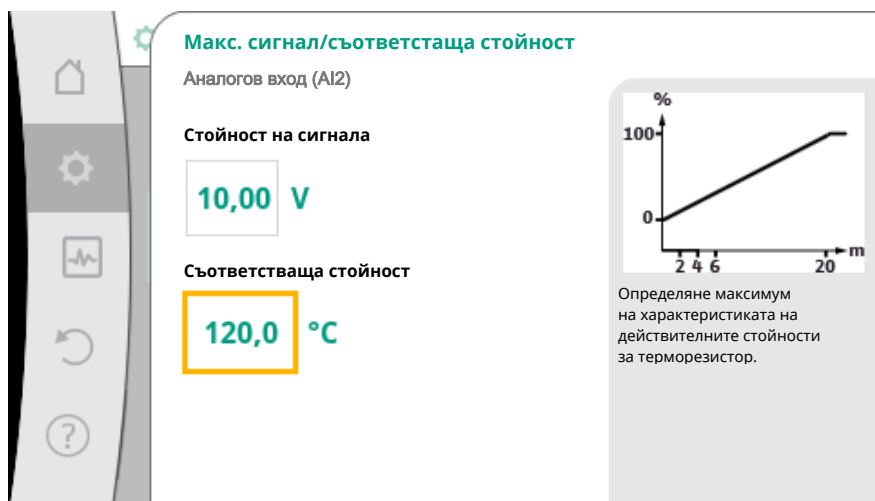 Макс. сигнал/съответстаща стойност
Аналогов вход (AI2)
Стойност на сигнала
10,00 V
Съответстваща стойност
120,0 °C
%
100
0
2 4 6 20 m
Определяне максимум
на характеристиката на
действителните стойности
за терморезистор.
?